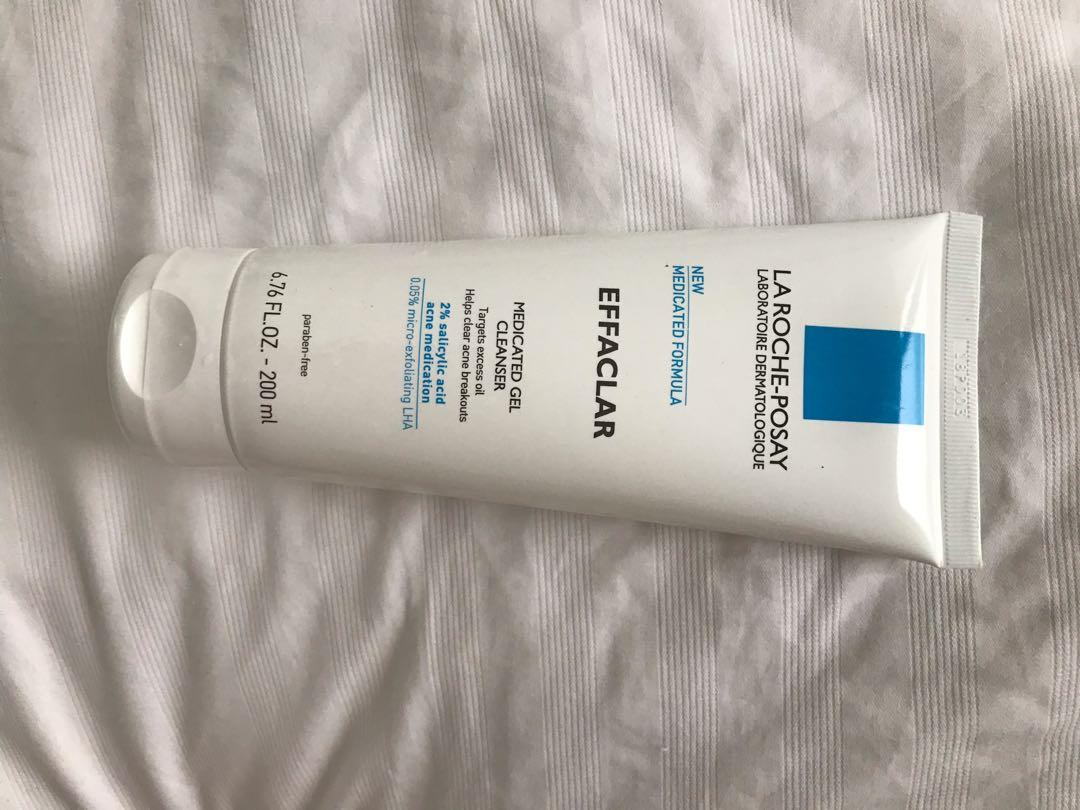 LA ROCHE-POSAY
LABORATOIRE DERMATOLOGIQUE
NEW
MEDICATED FORMULA
EFFACLAR
MEDICATED GEL
CLEANSER
Targets excess oil
Helps clear acne breakouts
2% salicylic acid
acne medication
0.05% micro-exfoliating LHA
paraben-free
6.76 FL.OZ. - 200 ml